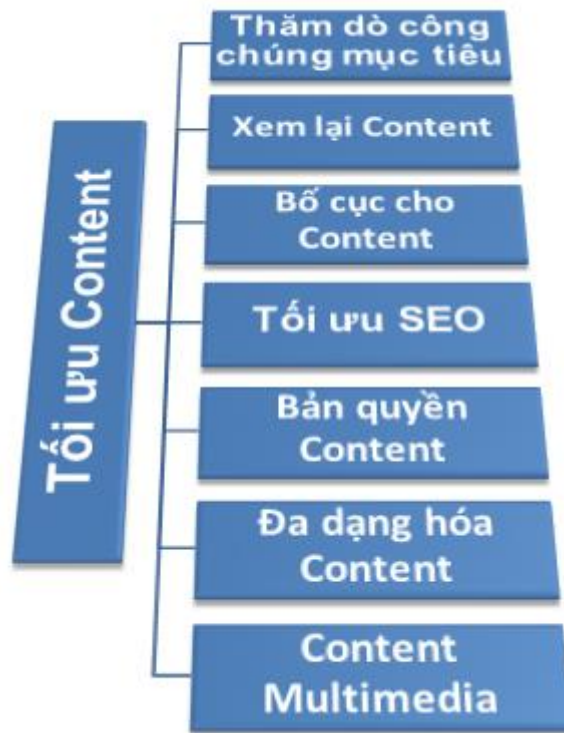 Tối ưu Content
Thăm dò công
chúng mục tiêu
Xem lại Content
Bố cục cho
Content
Tối ưu SEO
Bản quyền
Content
Đa dạng hóa
Content
Content
Multimedia